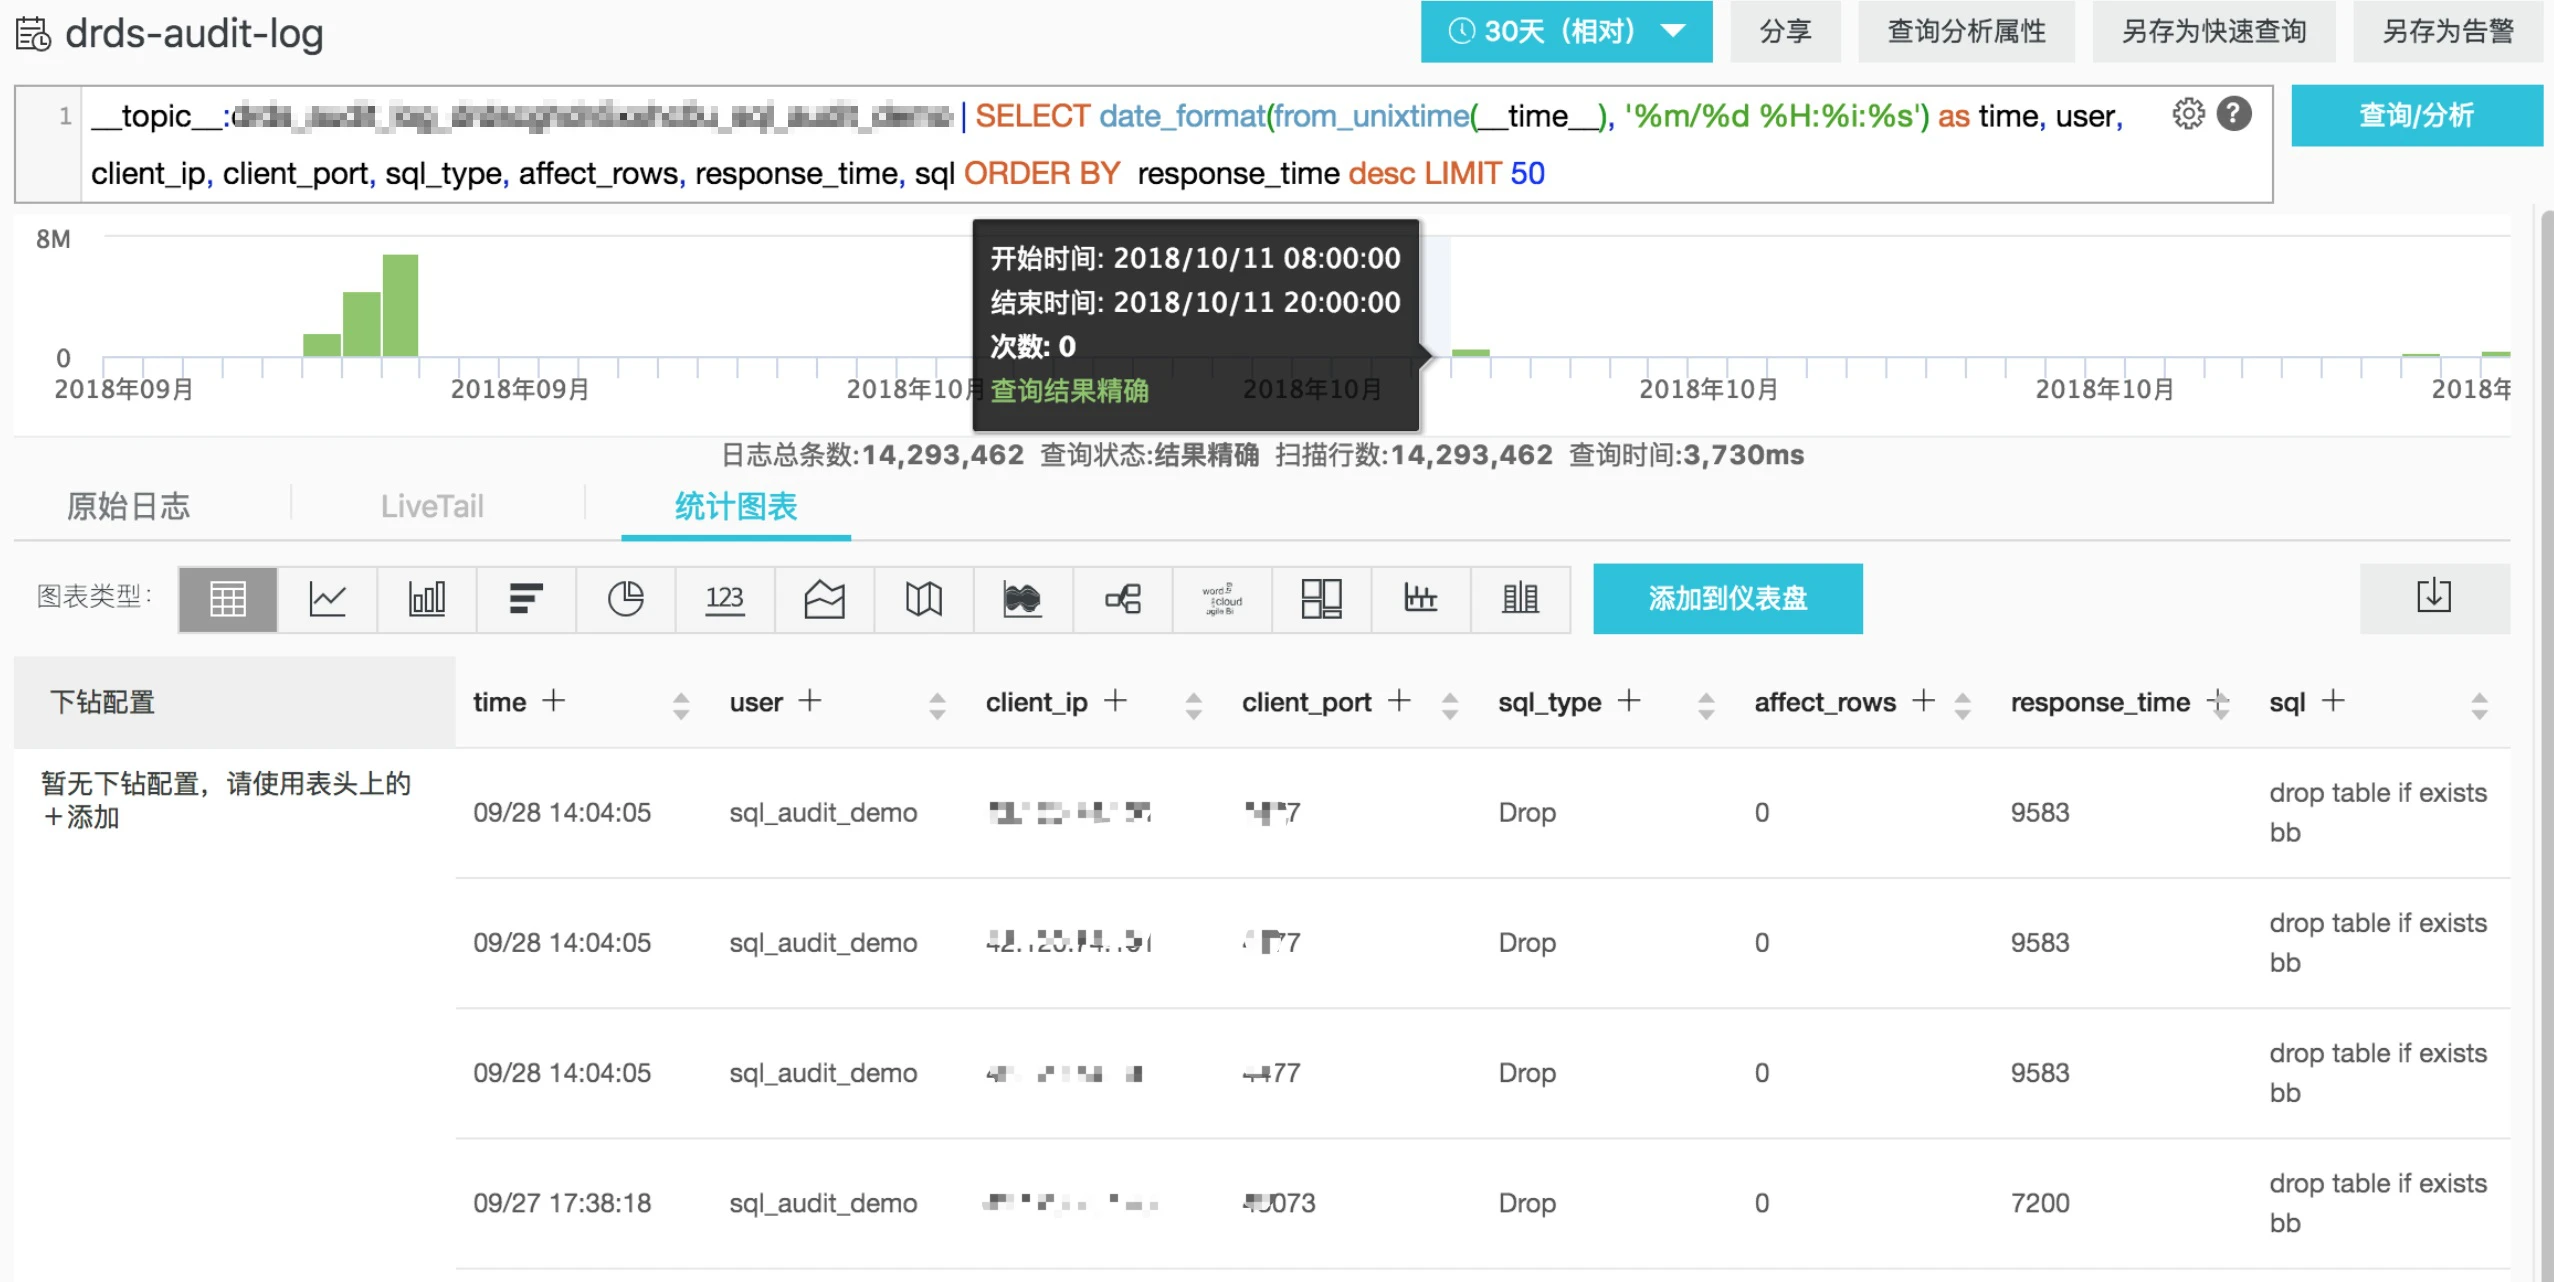 drds-audit-log
30天（相对） 分享 查询分析属性 另存为快速查询 另存为告警
1 __topic__: | SELECT date_format(from_unixtime(__time__), '%m/%d %H:%i:%s') as time, user, ? 查询/分析
client_ip, client_port, sql_type, affect_rows, response_time, sql ORDER BY response_time desc LIMIT 50
8M
0
开始时间: 2018/10/11 08:00:00
结束时间: 2018/10/11 20:00:00
次数: 0
查询结果精确
2018年09月 2018年09月 2018年10月 2018年10月 2018年10月 2018年10月 2018年
日志总条数:14,293,462 查询状态:结果精确 扫描行数:14,293,462 查询时间:3,730ms
原始日志 LiveTail 统计图表
图表类型: 123 word cloud agile BI 添加到仪表盘
下钻配置 time + user + client_ip + client_port + sql_type + affect_rows + response_time + sql +
暂无下钻配置，请使用表头上的
+添加
09/28 14:04:05 sql_audit_demo Drop 0 9583 drop table if exists
bb
09/28 14:04:05 sql_audit_demo Drop 0 9583 drop table if exists
bb
09/28 14:04:05 sql_audit_demo Drop 0 9583 drop table if exists
bb
09/27 17:38:18 sql_audit_demo Drop 0 7200 drop table if exists
bb